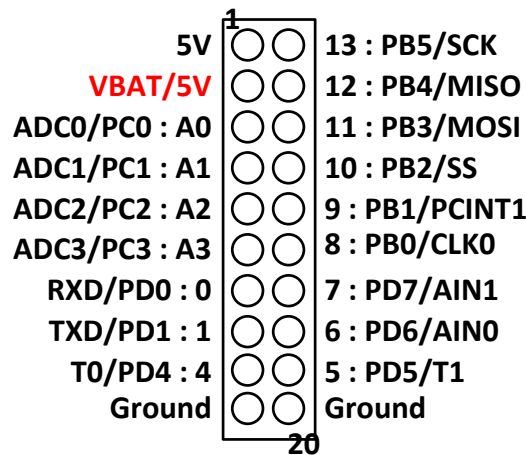 1
5V 13 : PB5/SCK
VBAT/5V 12 : PB4/MISO
ADC0/PC0 : A0 11 : PB3/MOSI
ADC1/PC1 : A1 10 : PB2/SS
ADC2/PC2 : A2 9 : PB1/PCINT1
ADC3/PC3 : A3 8 : PB0/CLK0
RXD/PD0 : 0 7 : PD7/AIN1
TXD/PD1 : 1 6 : PD6/AIN0
T0/PD4 : 4 5 : PD5/T1
Ground Ground
20